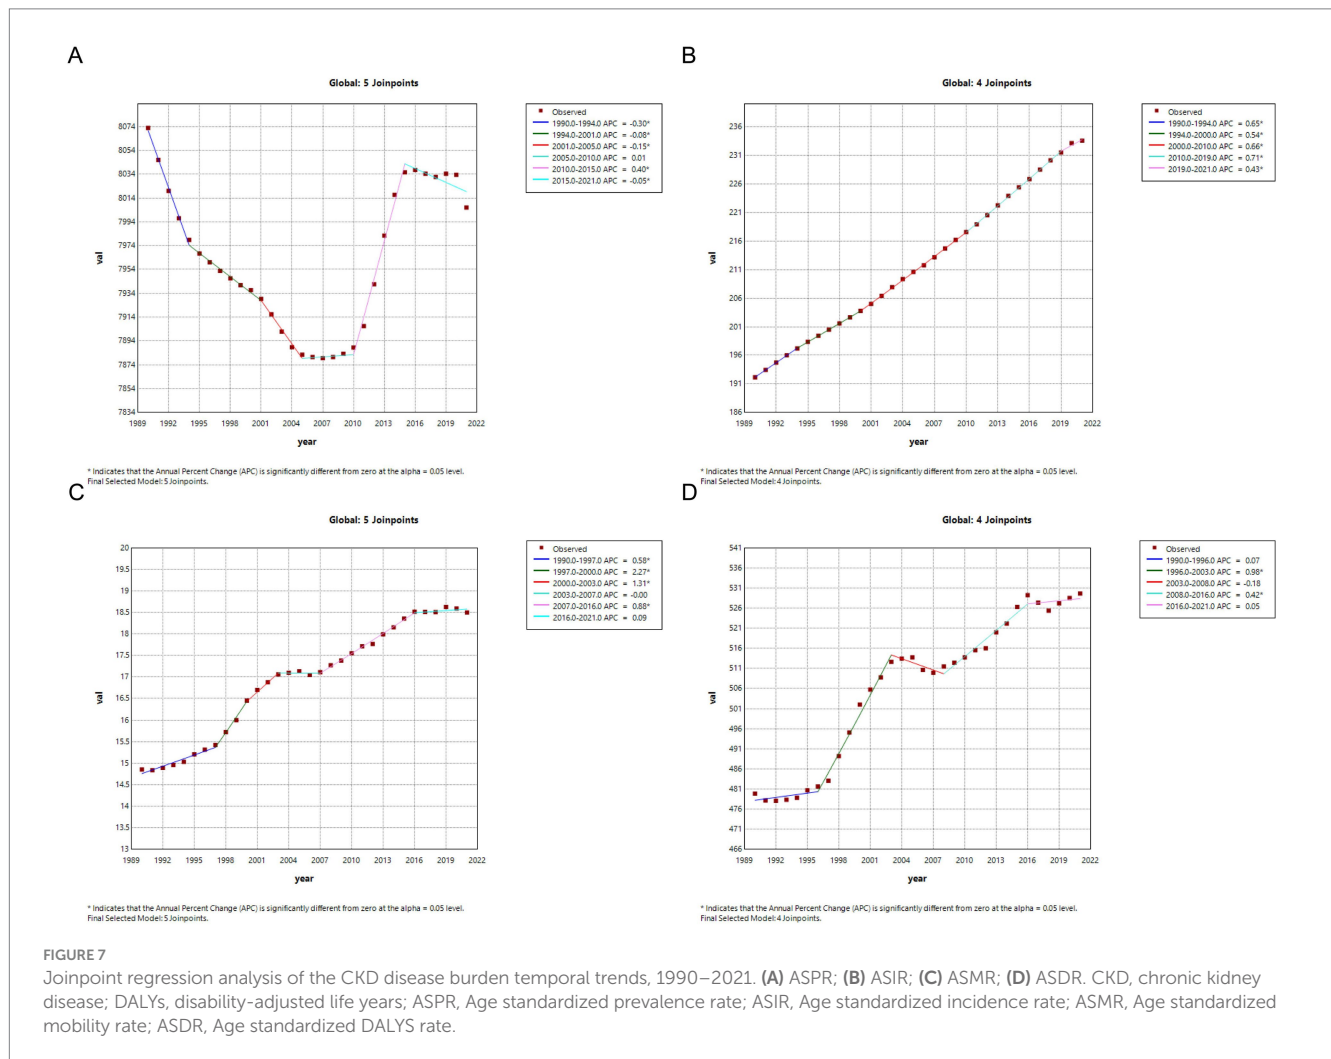 A
Global: 5 Joinpoints
8074
8054
8034
8014
7994
7974
7954
7934
7914
7894
7874
7854
7834
val
1989 1992 1995 1998 2001 2004 2007 2010 2013 2016 2019 2022
year
Observed
1990.0-1994.0 APC = -0.30*
1994.0-2001.0 APC = -0.08*
2001.0-2005.0 APC = -0.15*
2005.0-2010.0 APC = 0.01
2010.0-2015.0 APC = 0.40*
2015.0-2021.0 APC = -0.05*
* Indicates that the Annual Percent Change (APC) is significantly different from zero at the alpha = 0.05 level.
Final Selected Model: 5 Joinpoints.
B
Global: 4 Joinpoints
236
231
226
221
216
211
206
201
196
191
186
val
1989 1992 1995 1998 2001 2004 2007 2010 2013 2016 2019 2022
year
Observed
1990.0-1994.0 APC = 0.65*
1994.0-2000.0 APC = 0.54*
2000.0-2010.0 APC = 0.66*
2010.0-2019.0 APC = 0.71*
2019.0-2021.0 APC = 0.43*
* Indicates that the Annual Percent Change (APC) is significantly different from zero at the alpha = 0.05 level.
Final Selected Model: 4 Joinpoints.
C
Global: 5 Joinpoints
20
19.5
19
18.5
18
17.5
17
16.5
16
15.5
15
14.5
14
13.5
13
val
1989 1992 1995 1998 2001 2004 2007 2010 2013 2016 2019 2022
year
Observed
1990.0-1997.0 APC = 0.58*
1997.0-2000.0 APC = 2.27*
2000.0-2003.0 APC = 1.31*
2003.0-2007.0 APC = -0.00
2007.0-2016.0 APC = 0.88*
2016.0-2021.0 APC = 0.09
* Indicates that the Annual Percent Change (APC) is significantly different from zero at the alpha = 0.05 level.
Final Selected Model: 5 Joinpoints.
D
Global: 4 Joinpoints
541
536
531
526
521
516
511
506
501
496
491
486
481
476
471
466
val
1989 1992 1995 1998 2001 2004 2007 2010 2013 2016 2019 2022
year
Observed
1990.0-1996.0 APC = 0.07
1996.0-2003.0 APC = 0.98*
2003.0-2008.0 APC = -0.18
2008.0-2016.0 APC = 0.42*
2016.0-2021.0 APC = 0.05
* Indicates that the Annual Percent Change (APC) is significantly different from zero at the alpha = 0.05 level.
Final Selected Model: 4 Joinpoints.
FIGURE 7
Joinpoint regression analysis of the CKD disease burden temporal trends, 1990–2021. (A) ASPR; (B) ASIR; (C) ASMR; (D) ASDR. CKD, chronic kidney
disease; DALYs, disability-adjusted life years; ASPR, Age standardized prevalence rate; ASIR, Age standardized incidence rate; ASMR, Age standardized
mobility rate; ASDR, Age standardized DALYS rate.